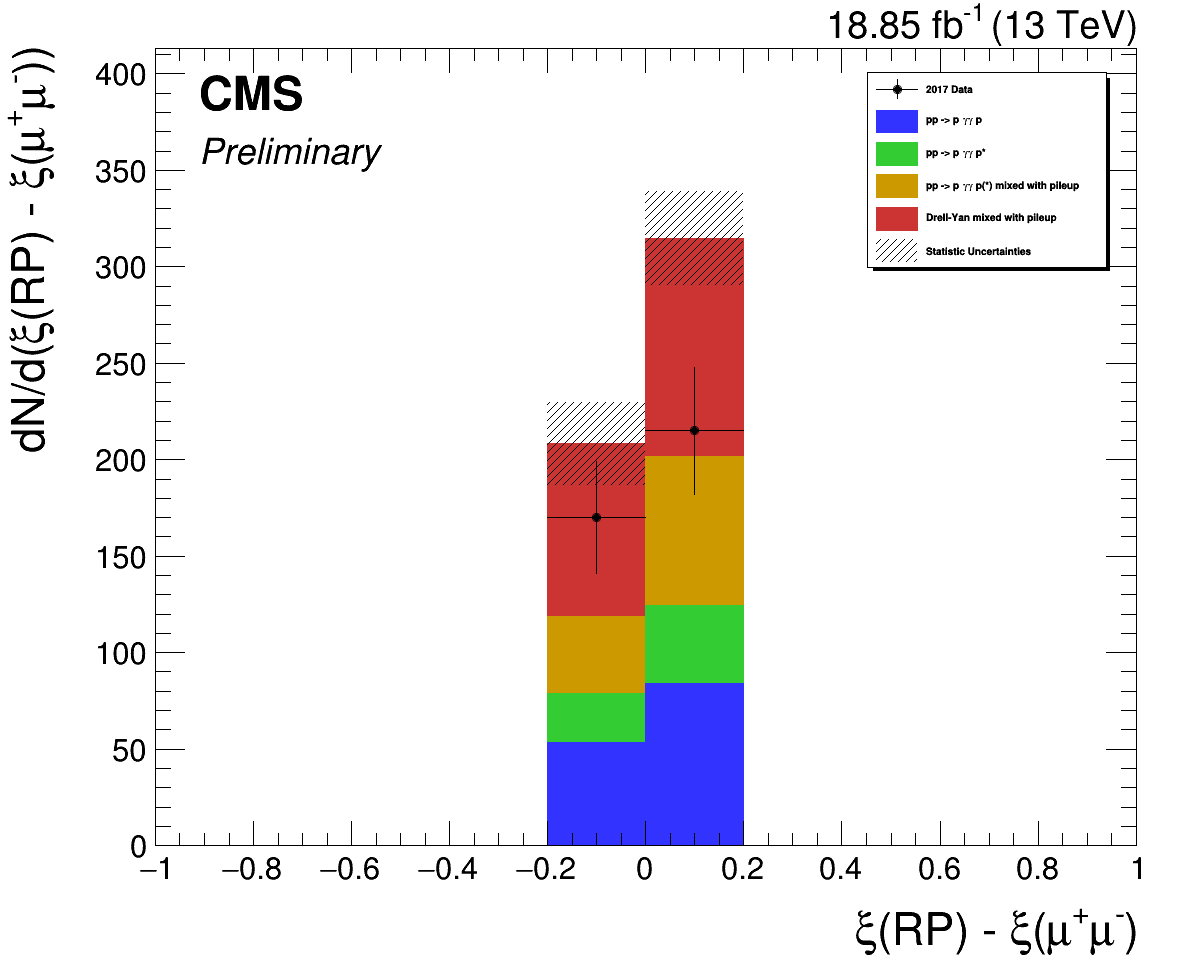 18.85 fb⁻¹ (13 TeV)
CMS
Preliminary
dN/d(ξ(RP) - ξ(μ⁺μ⁻))
400
350
300
250
200
150
100
50
0
2017 Data
pp -> p γγ p
pp -> p γγ p*
pp -> p γγ p(*) mixed with pileup
Drell-Yan mixed with pileup
Statistic Uncertainties
−1 −0.8 −0.6 −0.4 −0.2 0 0.2 0.4 0.6 0.8 1
ξ(RP) - ξ(μ⁺μ⁻)